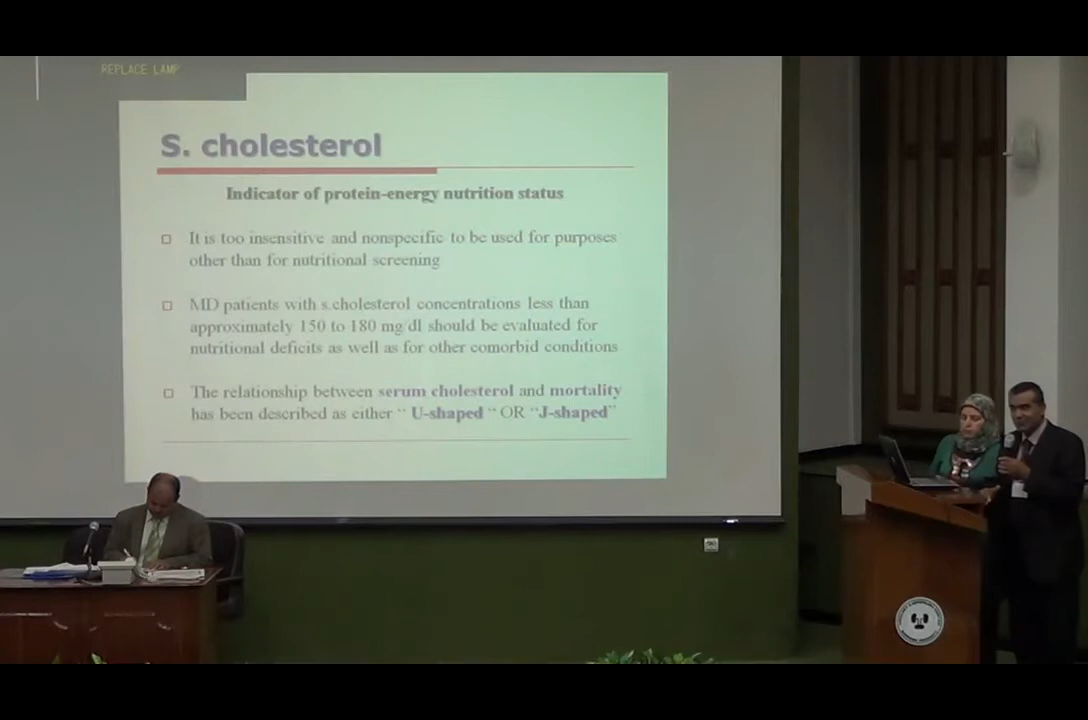 REPLACE LAMP
S. cholesterol
Indicator of protein-energy nutrition status
It is too insensitive and nonspecific to be used for purposes
other than for nutritional screening
MD patients with s.cholesterol concentrations less than
approximately 150 to 180 mg/dl should be evaluated for
nutritional deficits as well as for other comorbid conditions
The relationship between serum cholesterol and mortality
has been described as either “ U-shaped “ OR “J-shaped”